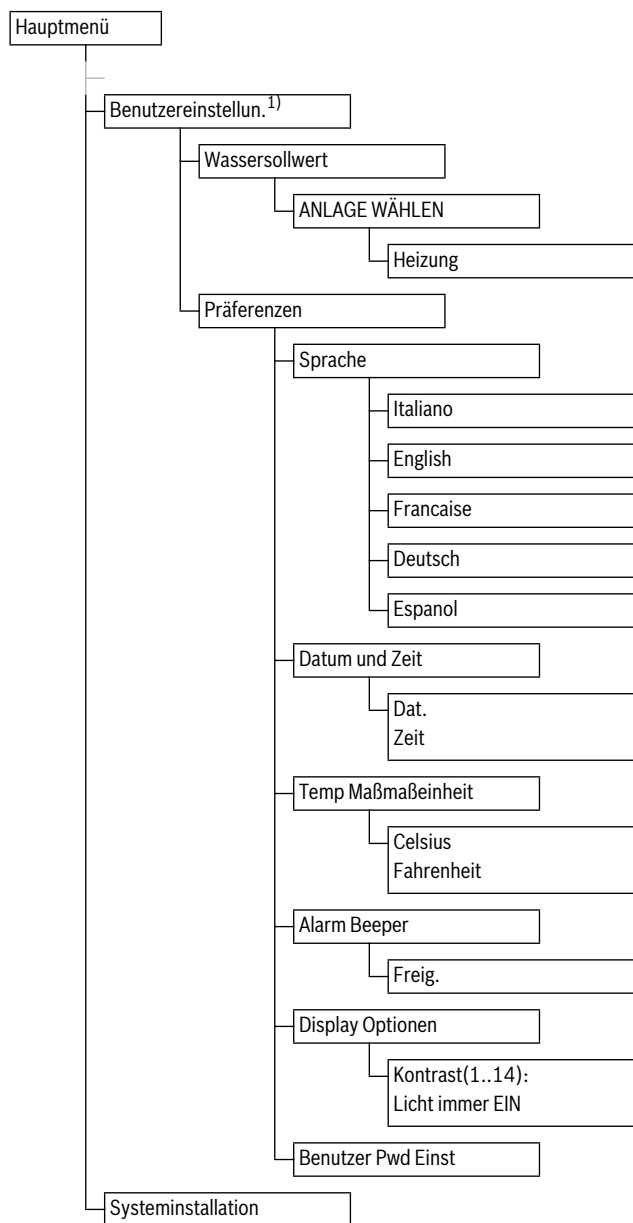 Hauptmenü
Benutzereinstellun.1)
Wassersollwert
ANLAGE WÄHLEN
Heizung
Präferenzen
Sprache
Italiano
English
Francaise
Deutsch
Espanol
Datum und Zeit
Dat.
Zeit
Temp Maßmaßeinheit
Celsius
Fahrenheit
Alarm Beeper
Freig.
Display Optionen
Kontrast(1..14):
Licht immer EIN
Benutzer Pwd Einst
Systeminstallation